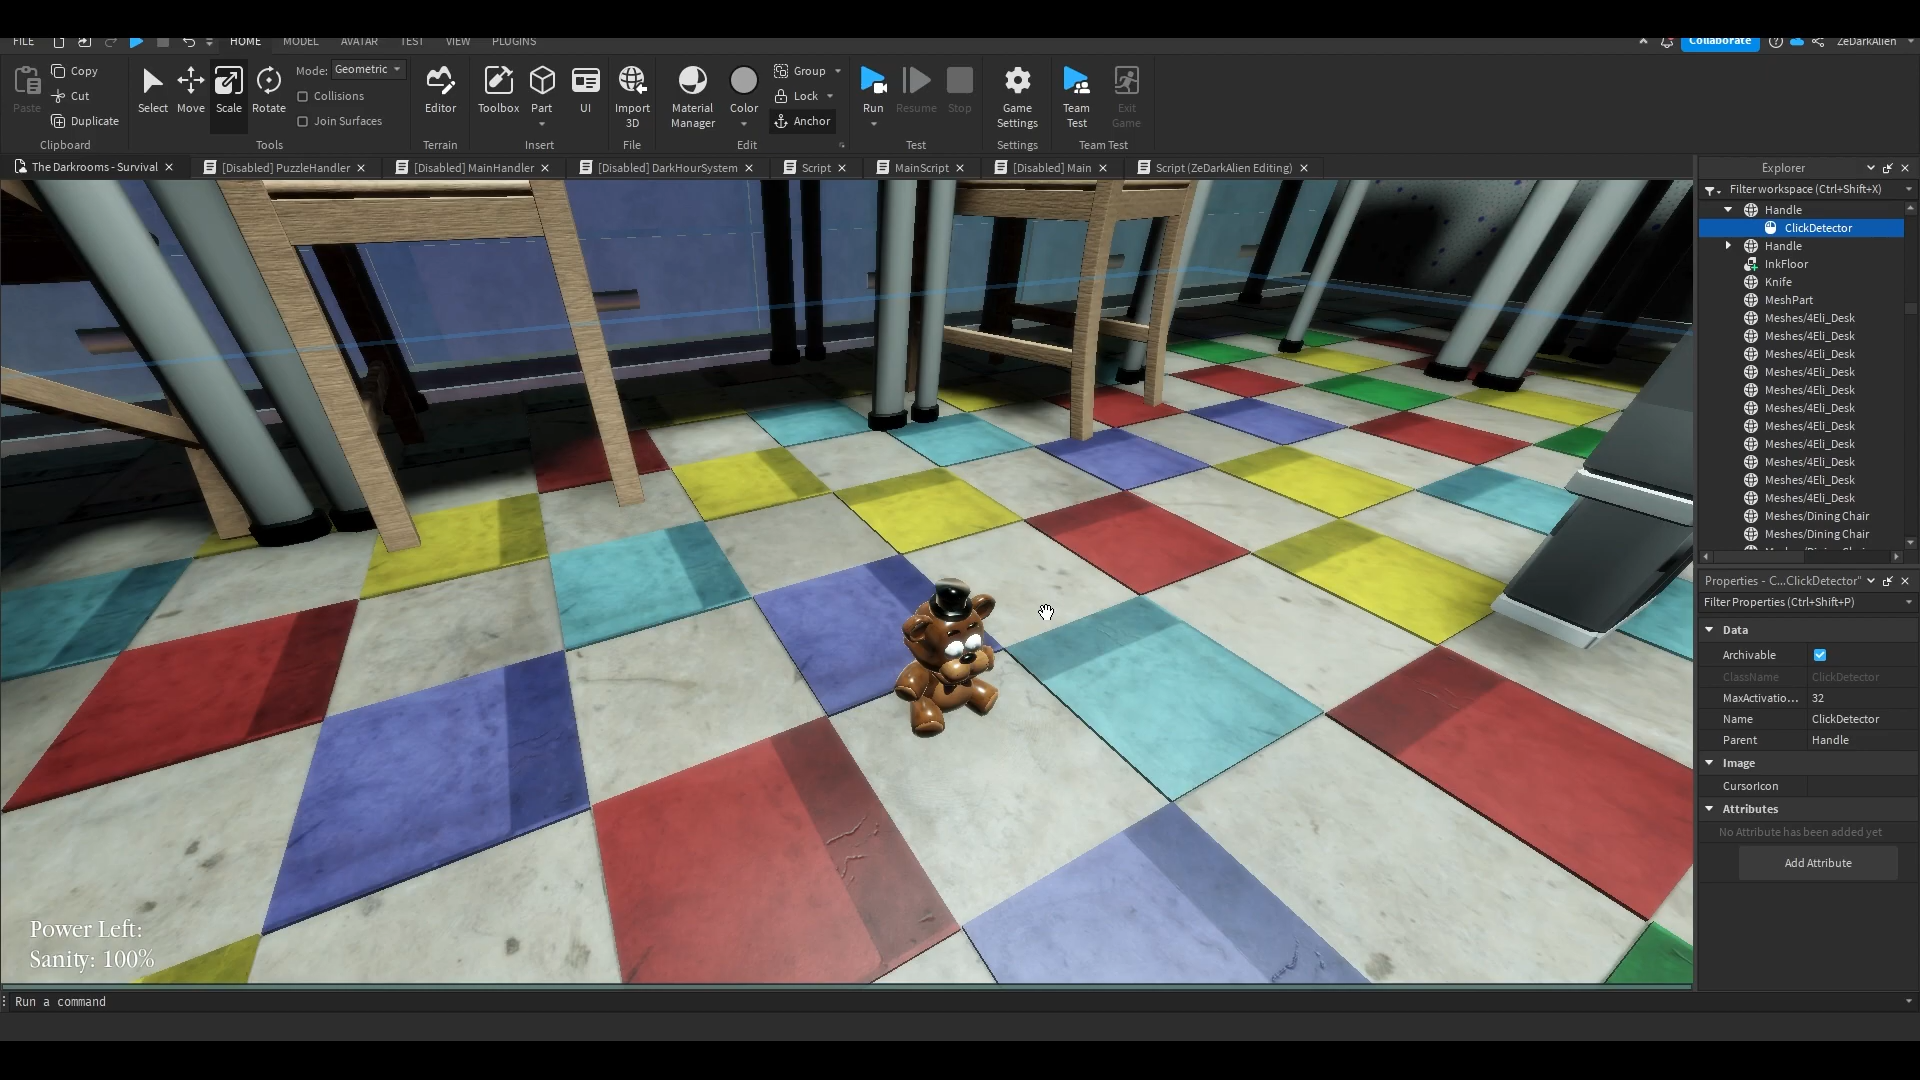 FILE HOME MODEL AVATAR TEST VIEW PLUGINS Collaborate ZeDarkAlien
Paste Copy Cut Duplicate
Clipboard
Select Move Scale Rotate
Mode: Geometric
Collisions
Join Surfaces
Tools
Editor
Terrain
Toolbox Part UI
Insert
Import 3D
File
Material Manager Color Group Lock Anchor
Edit
Run Resume Stop
Test
Game Settings
Settings
Team Test Exit Game
Team Test
The Darkrooms - Survival
[Disabled] PuzzleHandler
[Disabled] MainHandler
[Disabled] DarkHourSystem
Script
MainScript
[Disabled] Main
Script (ZeDarkAlien Editing)
Power Left:
Sanity: 100%
Run a command
Explorer
Filter workspace (Ctrl+Shift+X)
Handle
ClickDetector
Handle
InkFloor
Knife
MeshPart
Meshes/4Eli_Desk
Meshes/4Eli_Desk
Meshes/4Eli_Desk
Meshes/4Eli_Desk
Meshes/4Eli_Desk
Meshes/4Eli_Desk
Meshes/4Eli_Desk
Meshes/4Eli_Desk
Meshes/4Eli_Desk
Meshes/4Eli_Desk
Meshes/4Eli_Desk
Meshes/Dining Chair
Meshes/Dining Chair
Properties - C...ClickDetector"
Filter Properties (Ctrl+Shift+P)
Data
Archivable
ClassName ClickDetector
MaxActivatio... 32
Name ClickDetector
Parent Handle
Image
CursorIcon
Attributes
No Attribute has been added yet
Add Attribute